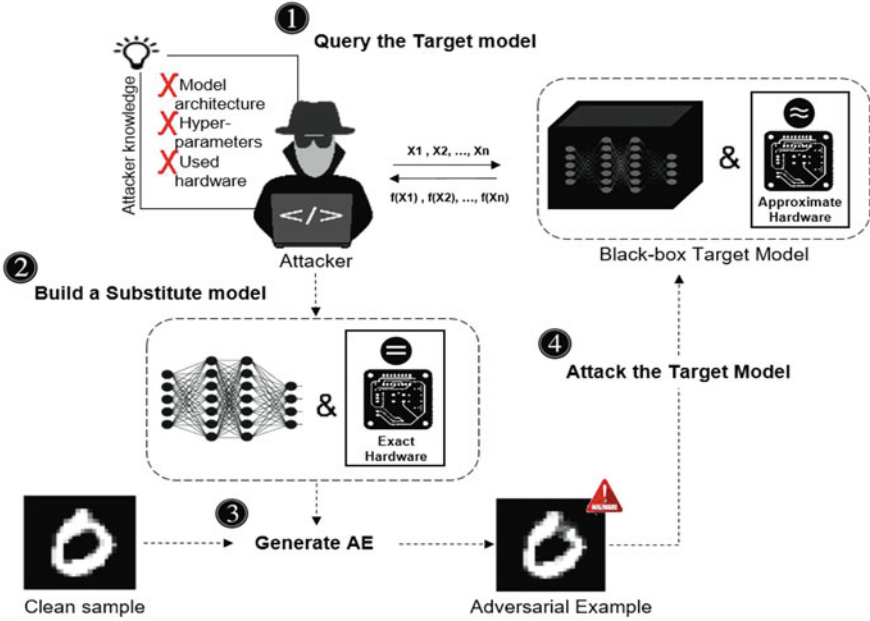 1 Query the Target model
Attacker knowledge
X Model
architecture
X Hyper-
parameters
X Used
hardware
</>
Attacker
X1 , X2, ..., Xn
f(X1) , f(X2), ..., f(Xn)
&
≈
Approximate
Hardware
Black-box Target Model
2 Build a Substitute model
&
=
Exact
Hardware
4 Attack the Target Model
3 Generate AE
Clean sample
Adversarial Example